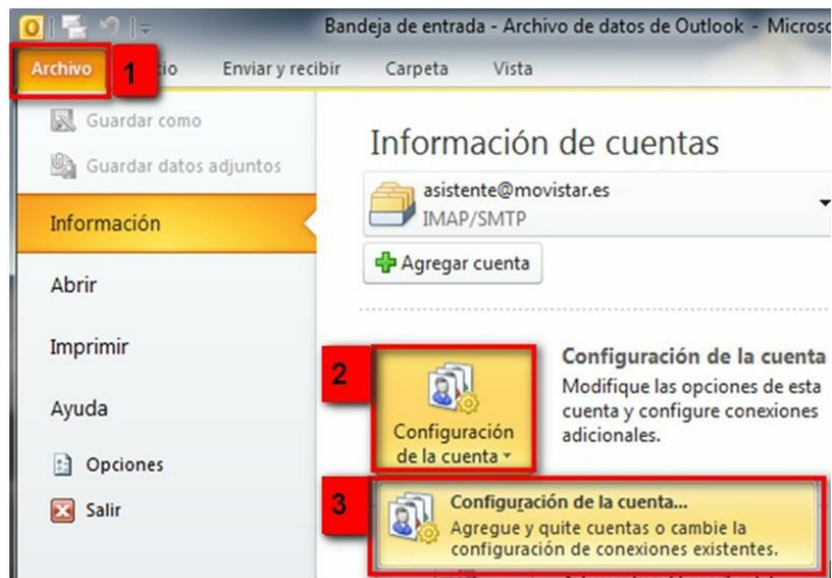 Bandeja de entrada - Archivo de datos de Outlook - Microso
Archivo
1
cio
Enviar y recibir
Carpeta
Vista
Guardar como
Guardar datos adjuntos
Información
Abrir
Imprimir
Ayuda
Opciones
Salir
Información de cuentas
asistente@movistar.es
IMAP/SMTP
Agregar cuenta
2
Configuración
de la cuenta
Configuración de la cuenta
Modifique las opciones de esta
cuenta y configure conexiones
adicionales.
3
Configuración de la cuenta...
Agregue y quite cuentas o cambie la
configuración de conexiones existentes.